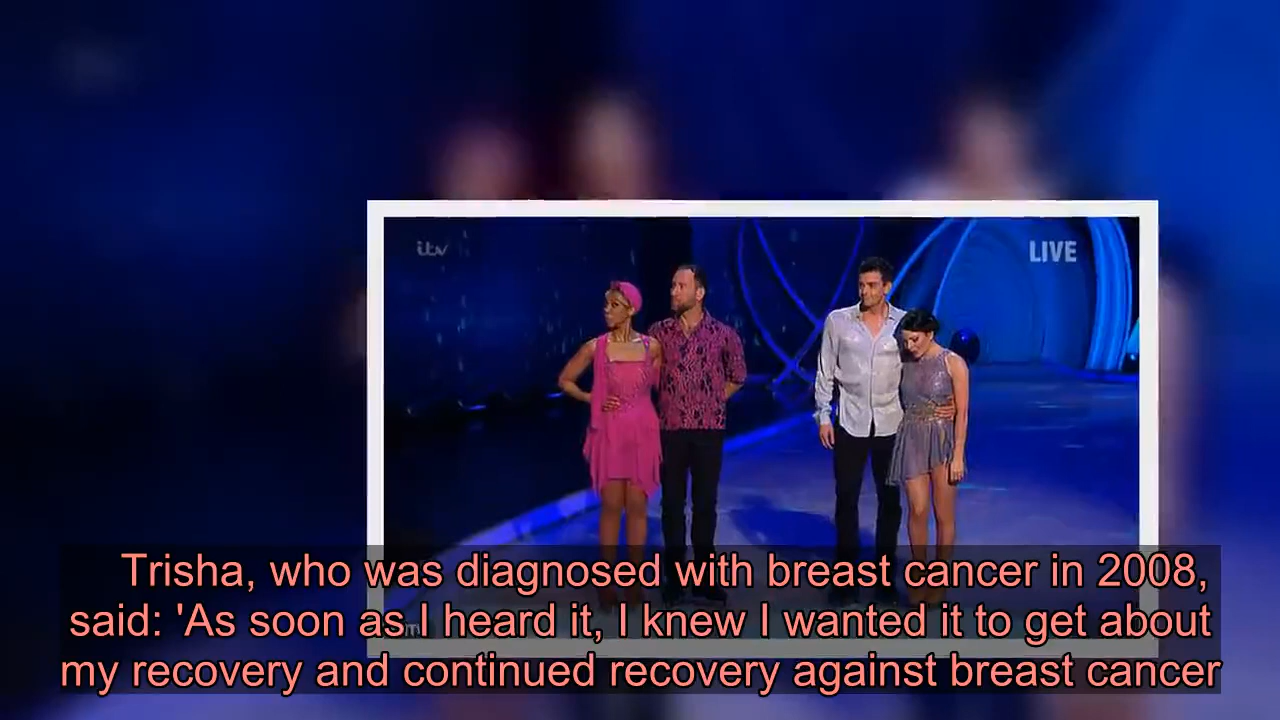 itv
LIVE
Trisha, who was diagnosed with breast cancer in 2008,
said: 'As soon as I heard it, I knew I wanted it to get about
my recovery and continued recovery against breast cancer